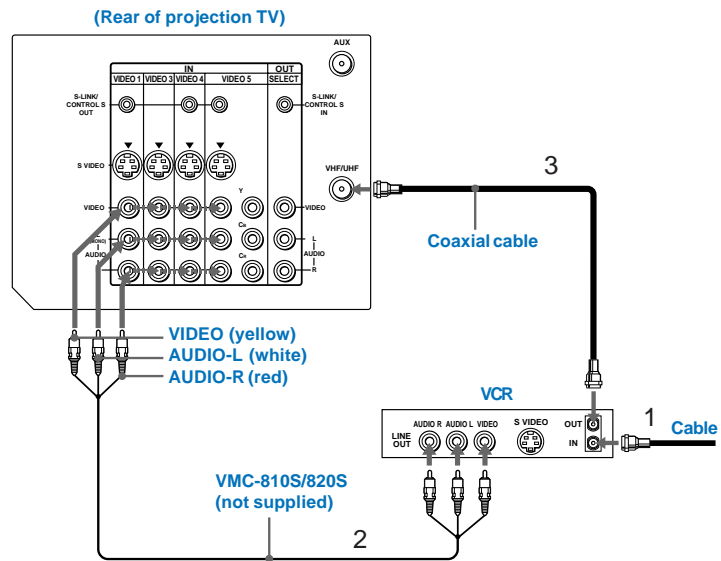 (Rear of projection TV)
AUX
IN
OUT
VIDEO 1 VIDEO 3 VIDEO 4 VIDEO 5 SELECT
S-LINK/
CONTROL S
OUT
S-LINK/
CONTROL S
IN
S VIDEO
VHF/UHF
3
Y
VIDEO
VIDEO
CB
L
(MONO)
AUDIO
L
AUDIO
R
CR
Coaxial cable
VIDEO (yellow)
AUDIO-L (white)
AUDIO-R (red)
VCR
1
Cable
AUDIO R AUDIO L VIDEO
S VIDEO
OUT
IN
LINE
OUT
VMC-810S/820S
(not supplied)
2